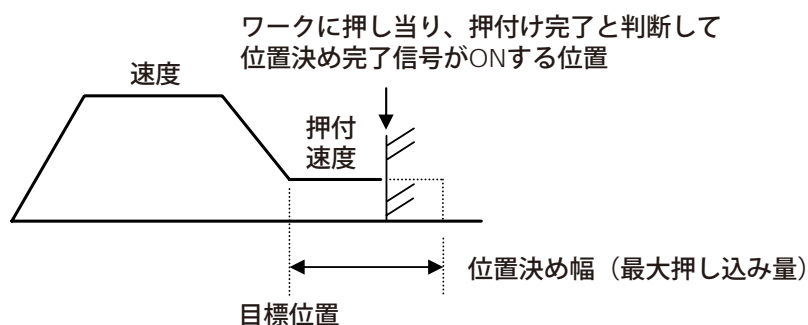 ワークに押し当り、押付け完了と判断して
位置決め完了信号がONする位置
速度
押付
速度
位置決め幅（最大押し込み量）
目標位置